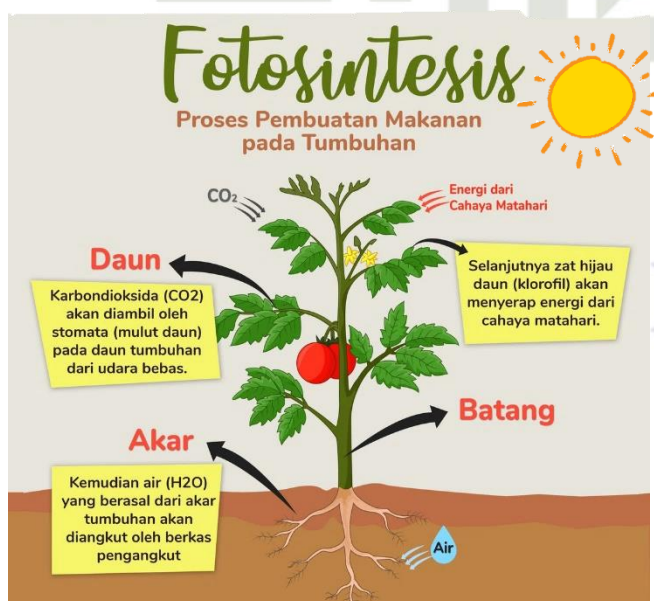 Fotosintesis
Proses Pembuatan Makanan
pada Tumbuhan
CO2
Energi dari
Cahaya Matahari
Daun
Karbondioksida (CO2)
akan diambil oleh
stomata (mulut daun)
pada daun tumbuhan
dari udara bebas.
Selanjutnya zat hijau
daun (klorofil) akan
menyerap energi dari
cahaya matahari.
Batang
Akar
Kemudian air (H2O)
yang berasal dari akar
tumbuhan akan
diangkut oleh berkas
pengangkut
Air